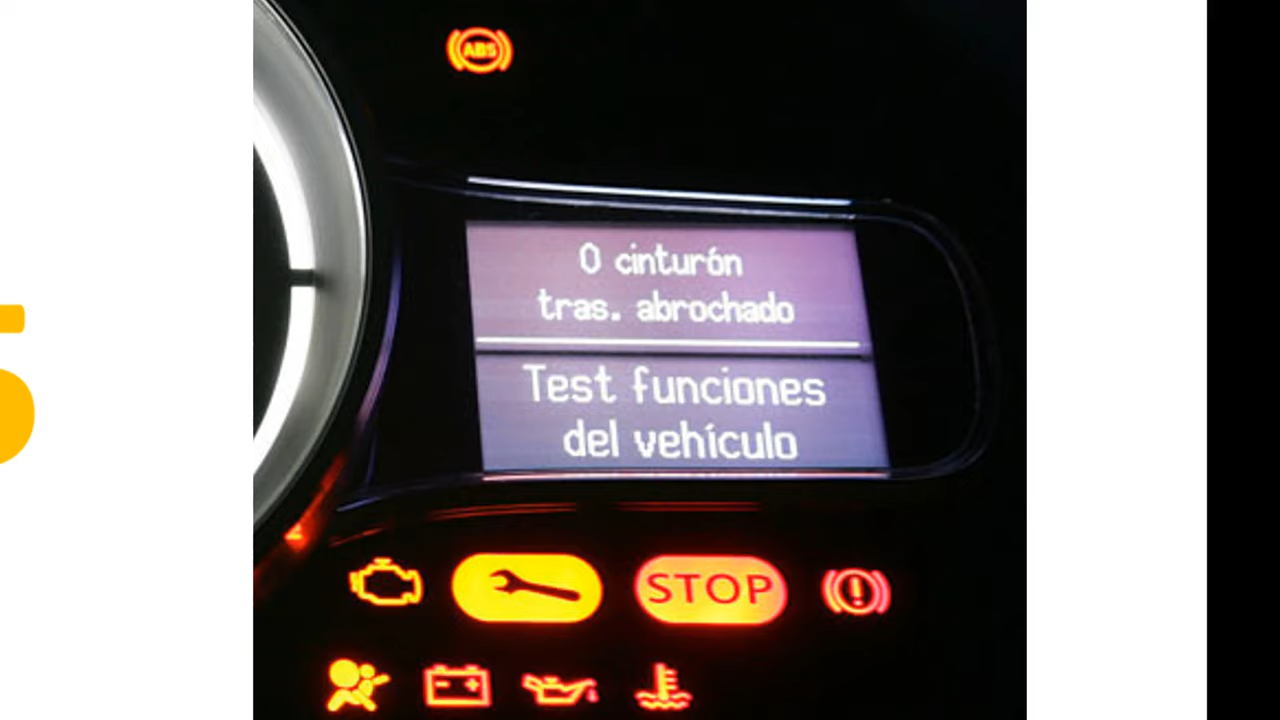 ABS
0 cinturón
tras. abrochado
Test funciones
del vehículo
STOP